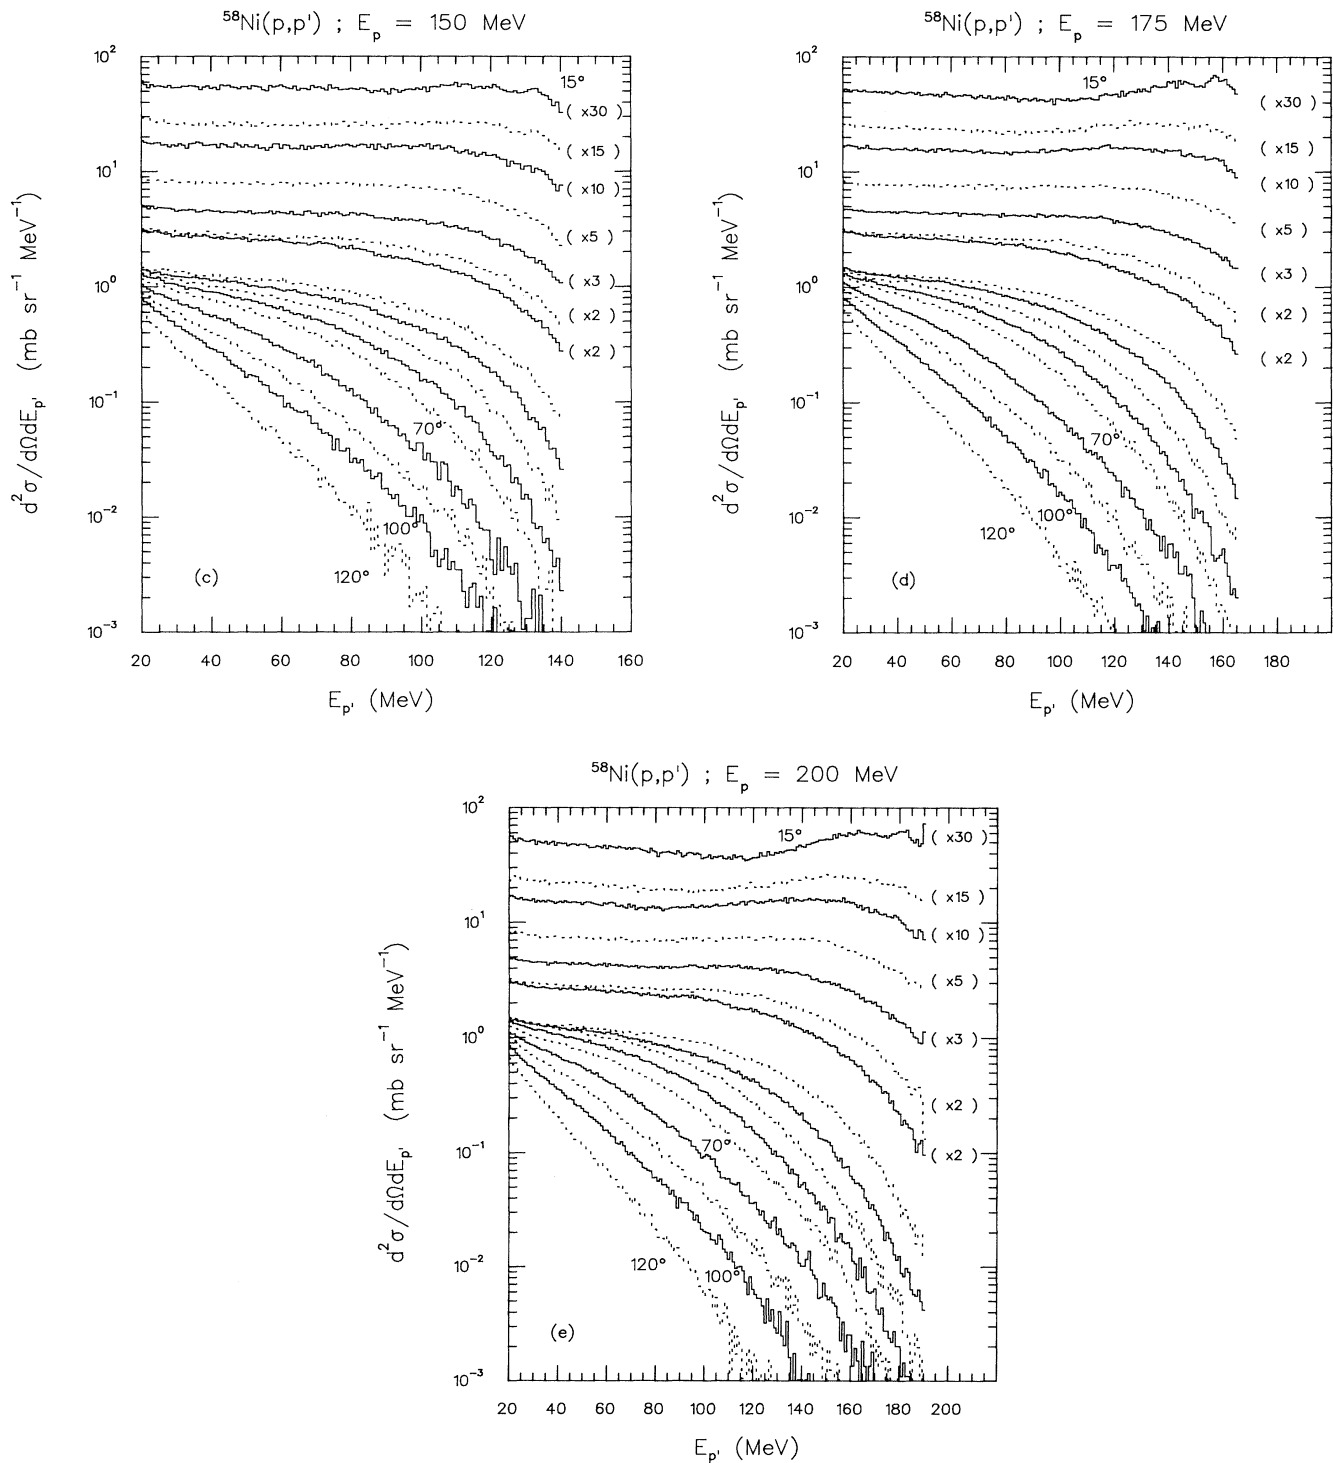 ⁵⁸Ni(p,p') ; Eₚ = 150 MeV
10²
10¹
10⁰
10⁻¹
10⁻²
10⁻³
d²σ/dΩdEₚ' (mb sr⁻¹ MeV⁻¹)
15°
( x30 )
( x15 )
( x10 )
( x5 )
( x3 )
( x2 )
( x2 )
70°
100°
120°
(c)
20 40 60 80 100 120 140 160
Eₚ' (MeV)
⁵⁸Ni(p,p') ; Eₚ = 175 MeV
10²
10¹
10⁰
10⁻¹
10⁻²
10⁻³
d²σ/dΩdEₚ' (mb sr⁻¹ MeV⁻¹)
15°
( x30 )
( x15 )
( x10 )
( x5 )
( x3 )
( x2 )
( x2 )
70°
100°
120°
(d)
20 40 60 80 100 120 140 160 180
Eₚ' (MeV)
⁵⁸Ni(p,p') ; Eₚ = 200 MeV
10²
10¹
10⁰
10⁻¹
10⁻²
10⁻³
d²σ/dΩdEₚ' (mb sr⁻¹ MeV⁻¹)
15°
( x30 )
( x15 )
( x10 )
( x5 )
( x3 )
( x2 )
( x2 )
70°
120°
100°
(e)
20 40 60 80 100 120 140 160 180 200
Eₚ' (MeV)